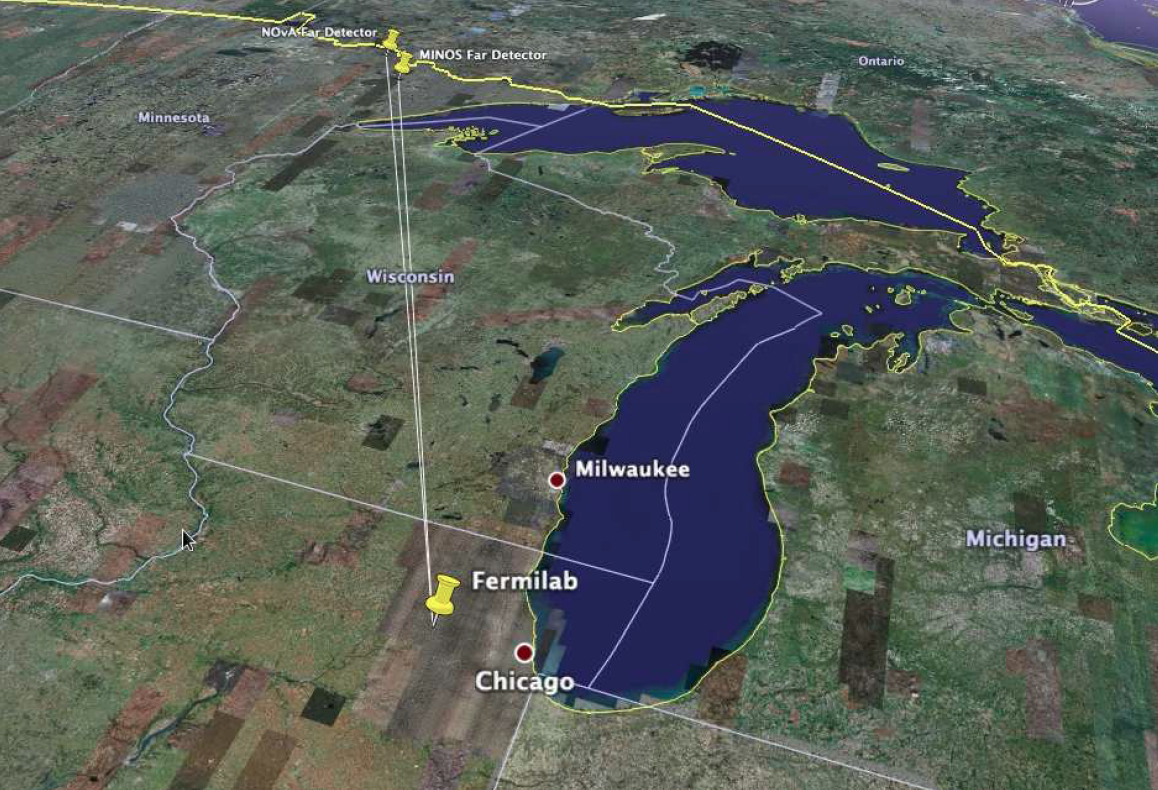 NOvA Far Detector
MINOS Far Detector
Ontario
Minnesota
Wisconsin
Milwaukee
Michigan
Fermilab
Chicago